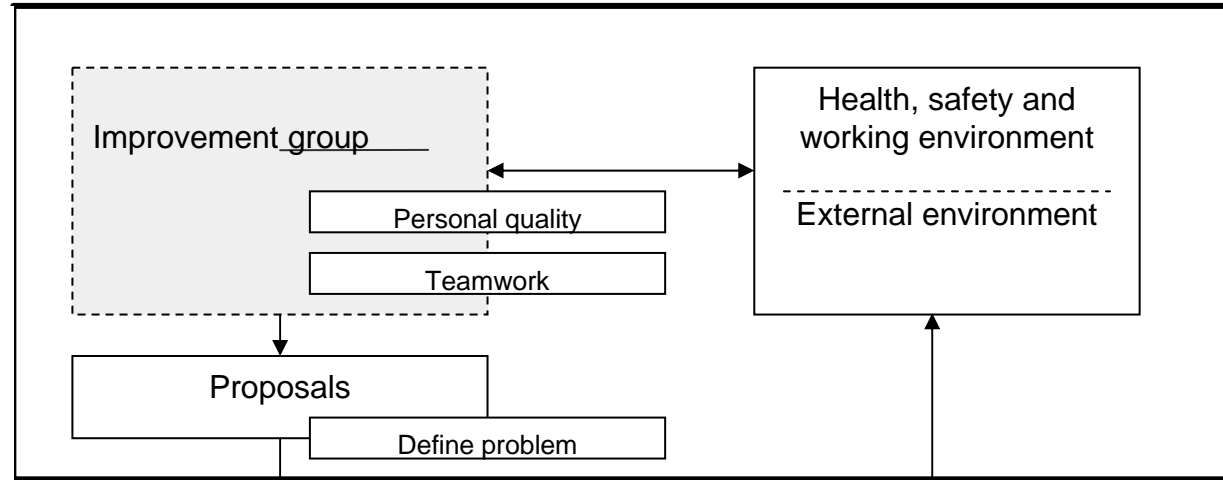 Improvement group
Personal quality
Teamwork
Proposals
Define problem
Health, safety and
working environment
External environment